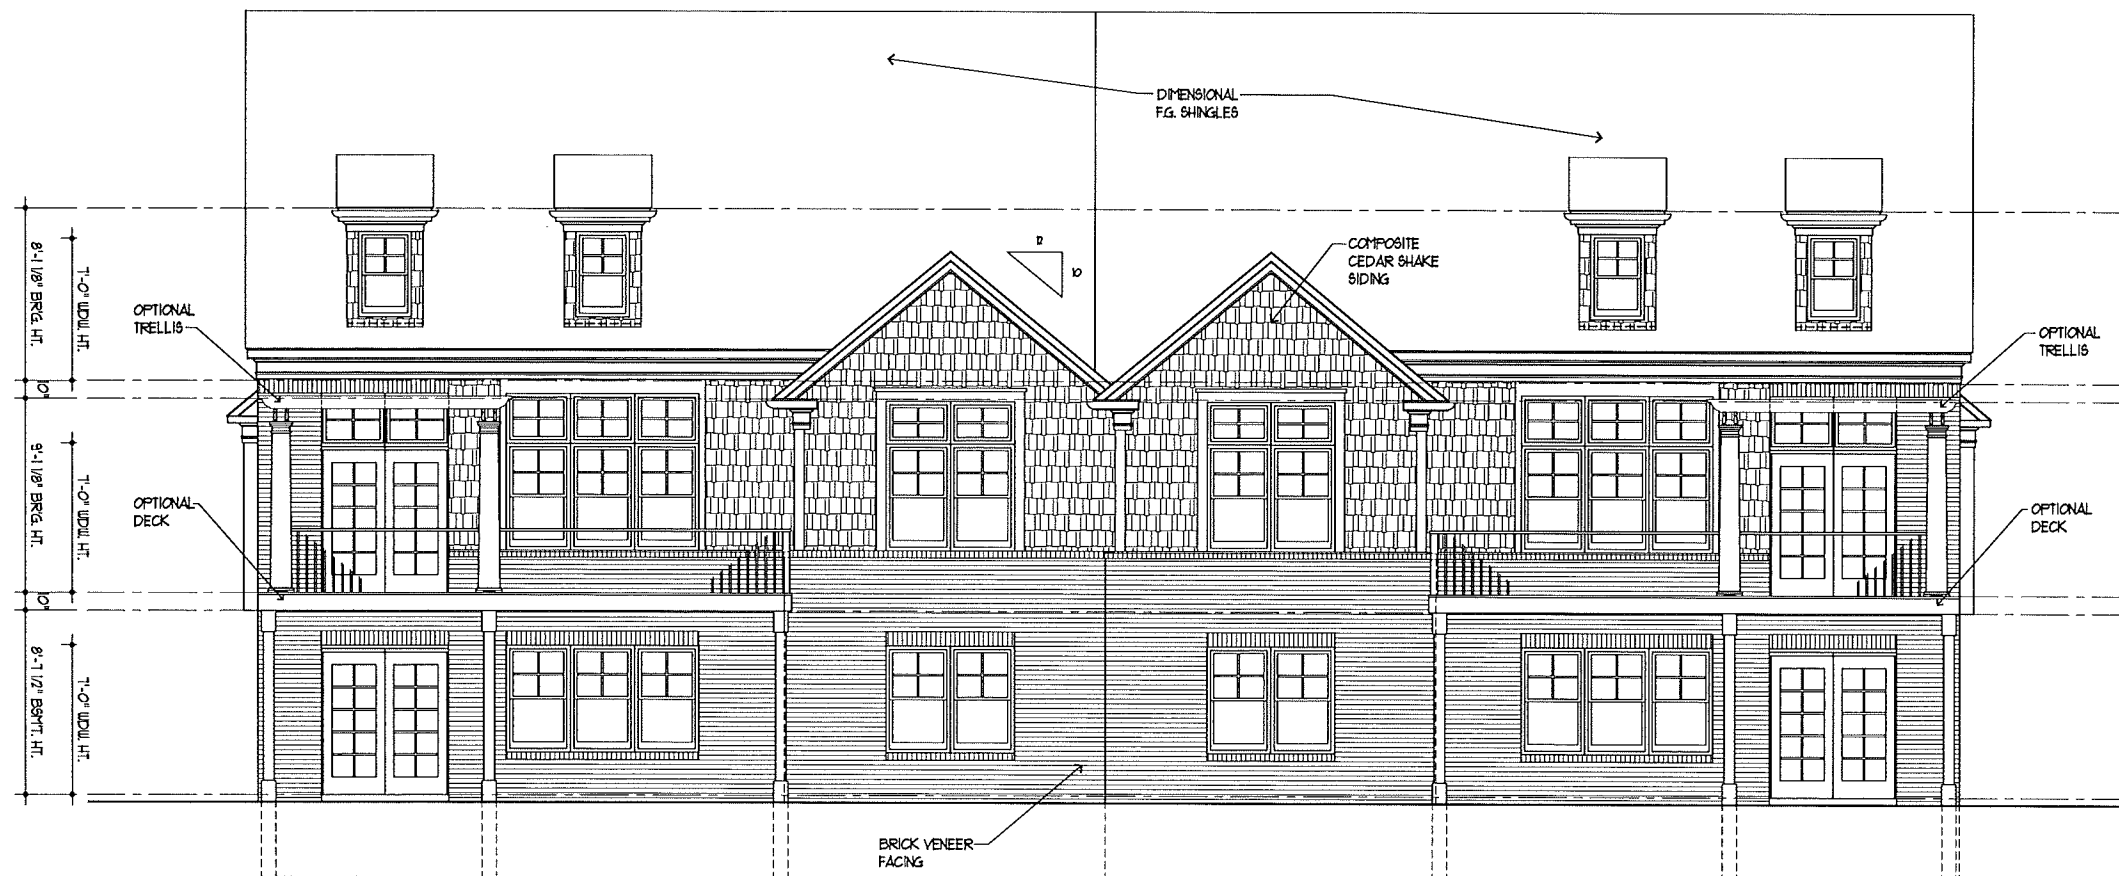 DIMENSIONAL
F.G. SHINGLES
12
10
COMPOSITE
CEDAR SHAKE
SIDING
OPTIONAL
TRELLIS
OPTIONAL
TRELLIS
OPTIONAL
DECK
OPTIONAL
DECK
8'-1 1/8" BRG. HT.
7'-0" WDW. HT.
10"
9'-1 1/8" BRG. HT.
7'-0" WDW. HT.
10"
8'-7 1/2" BSMT. HT.
7'-0" WDW. HT.
BRICK VENEER
FACING